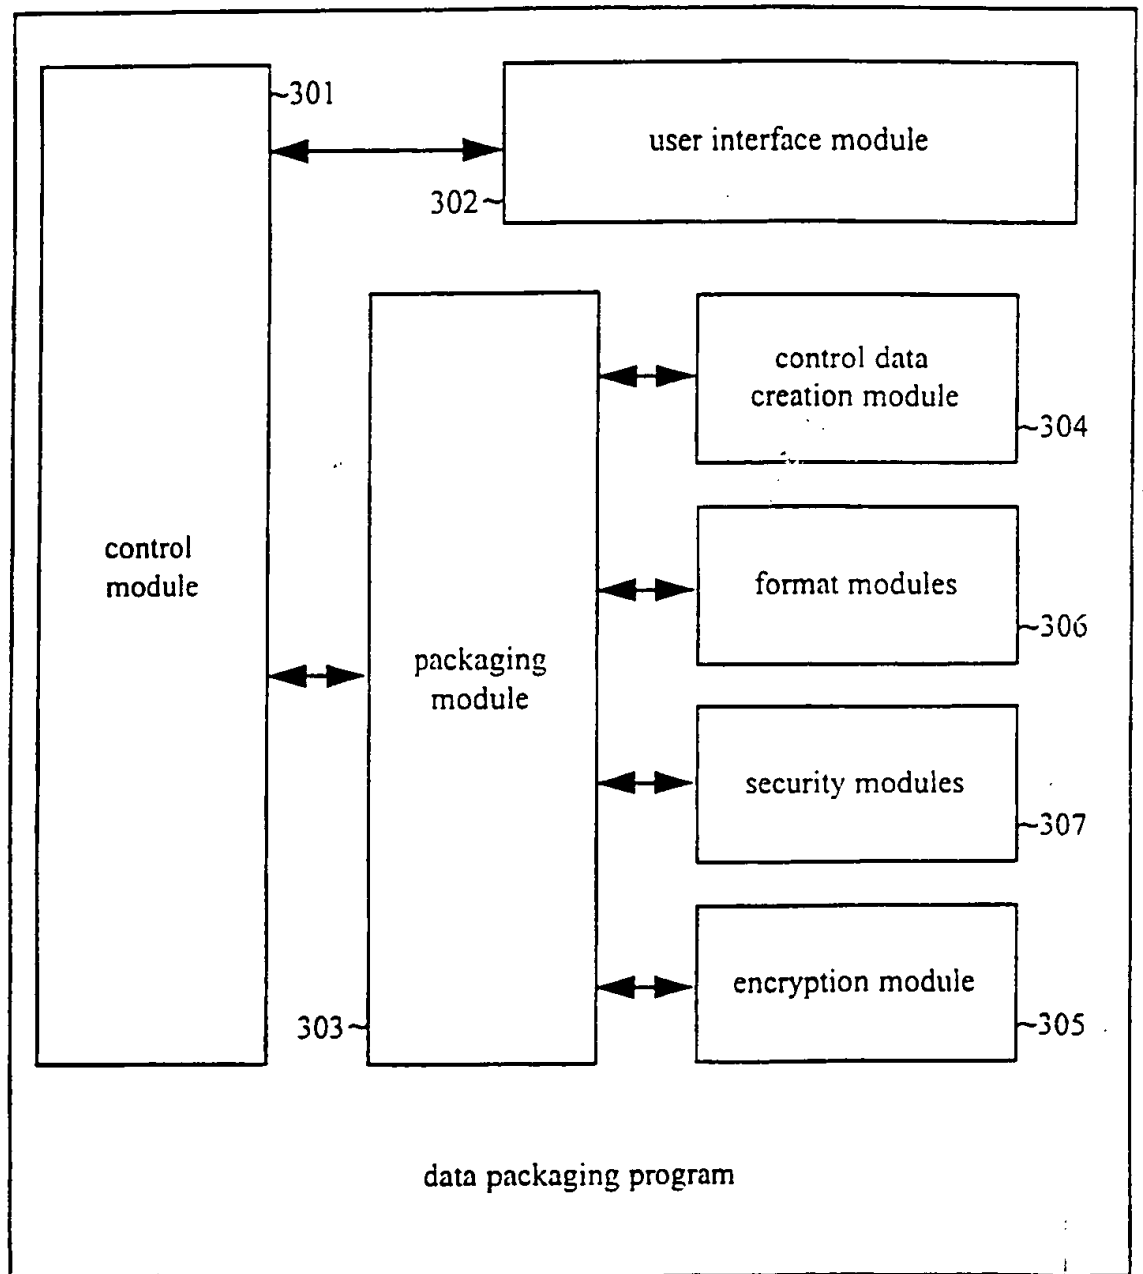 301
user interface module
302
control data
creation module
304
control
module
format modules
306
packaging
module
security modules
307
encryption module
303
305
data packaging program